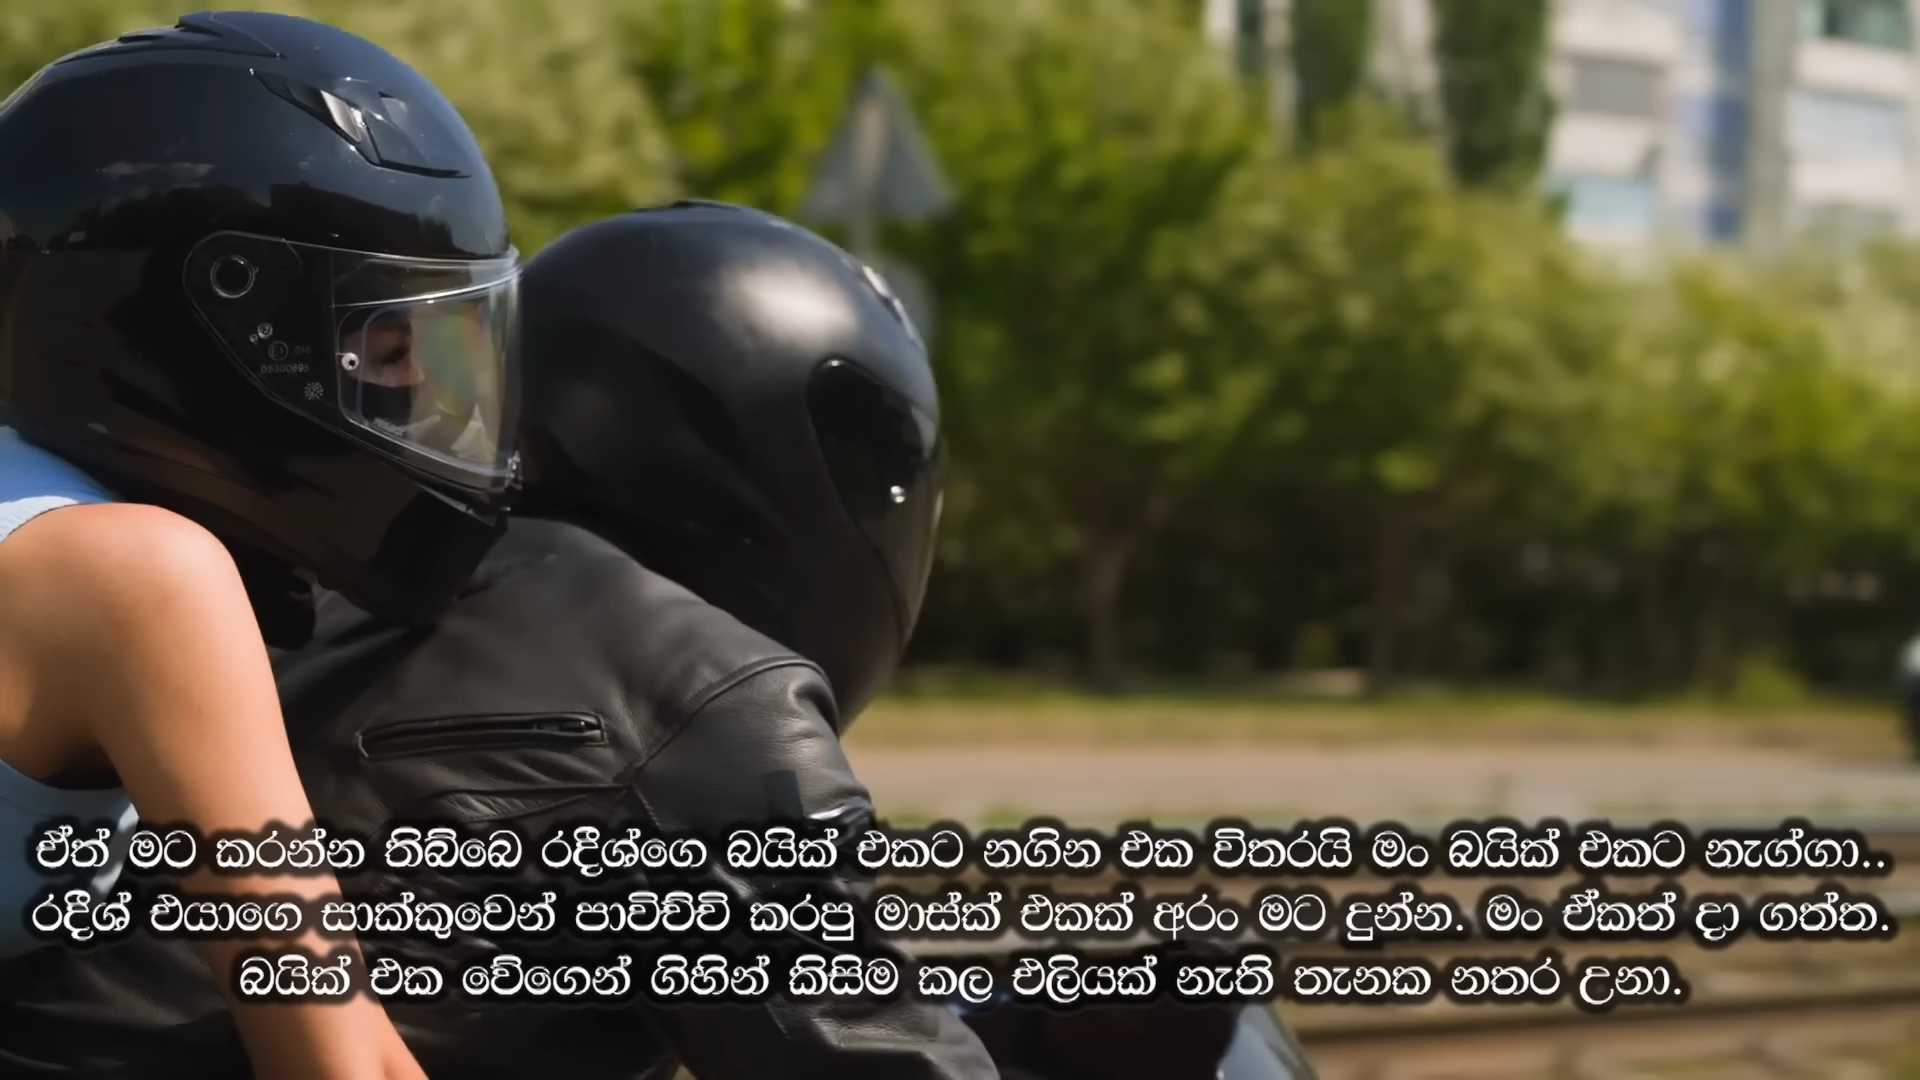 ඒත් මට කරන්න තිබ්බෙ රදීශ්ගෙ බයික් එකට නගින එක විතරයි මං බයික් එකට නැග්ගා..
රදීශ් එයාගෙ සාක්කුවෙන් පාවිච්චි කරපු මාස්ක් එකක් අරං මට දුන්න. මං ඒකත් දා ගත්ත.
බයික් එක වේගෙන් ගිහින් කිසිම කල එලියක් නැති තැනක නතර උනා.